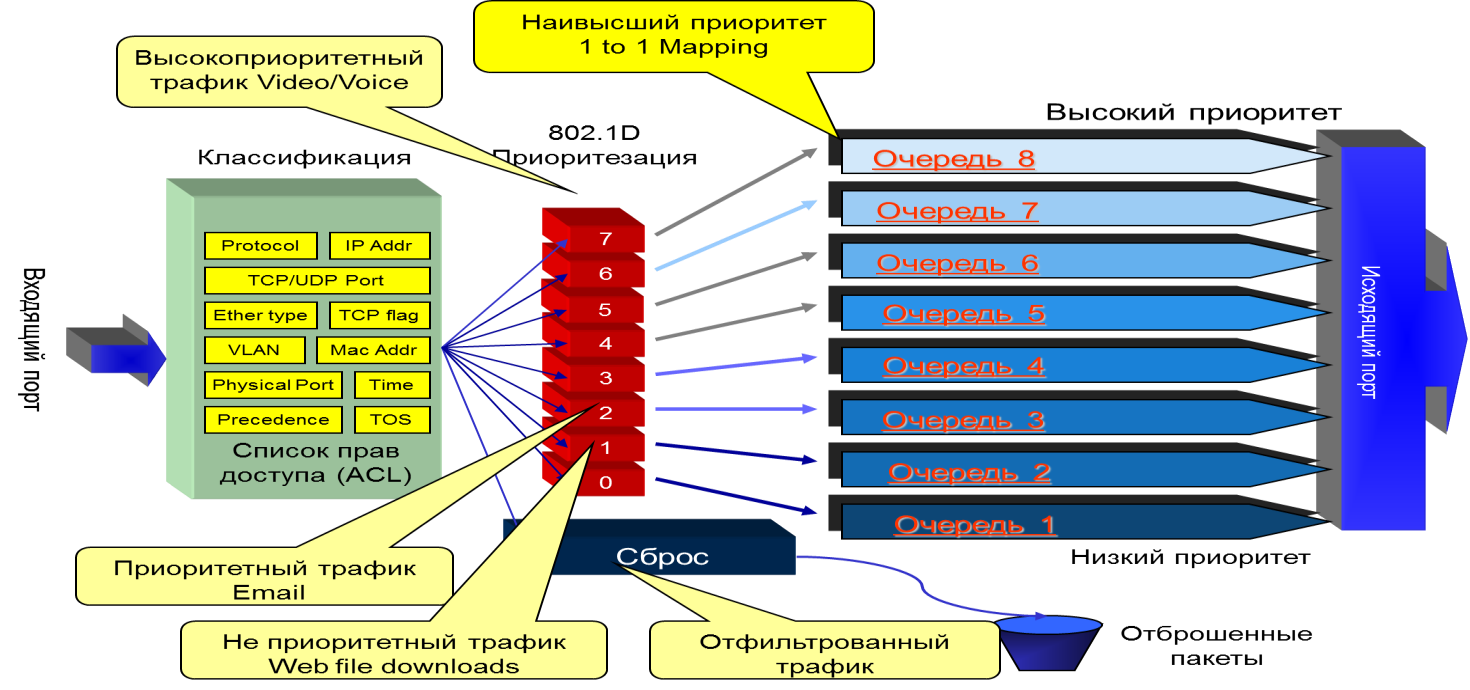 Наивысший приоритет
1 to 1 Mapping
Высокоприоритетный
трафик Video/Voice
802.1D
Приоритезация
Классификация
Высокий приоритет
Входящий порт
Protocol
IP Addr
TCP/UDP Port
Ether type
TCP flag
VLAN
Mac Addr
Physical Port
Time
Precedence
TOS
Список прав
доступа (ACL)
7
6
5
4
3
2
1
0
Очередь 8
Очередь 7
Очередь 6
Очередь 5
Очередь 4
Очередь 3
Очередь 2
Очередь 1
Исходящий порт
Низкий приоритет
Сброс
Приоритетный трафик
Email
Не приоритетный трафик
Web file downloads
Отфильтрованный
трафик
Отброшенные
пакеты